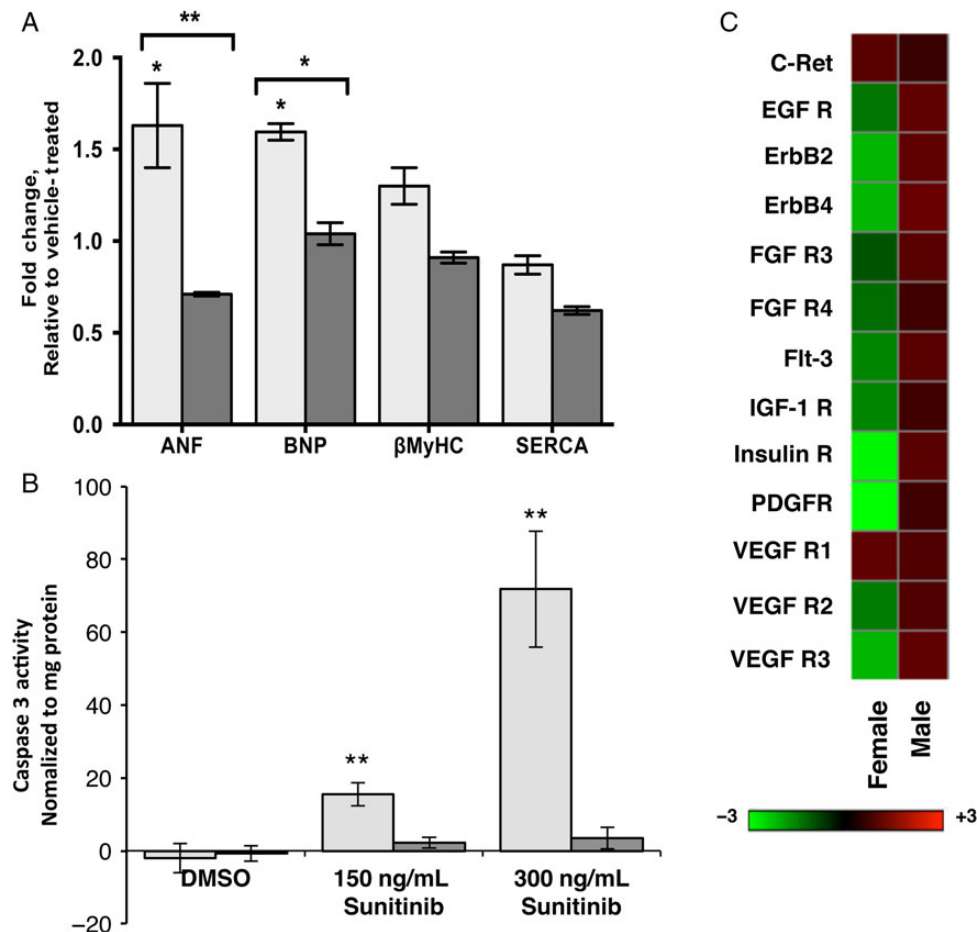 A
**
*
*
*
2.0
1.5
1.0
0.5
0.0
Fold change,
Relative to vehicle-treated
ANF BNP βMyHC SERCA
B
100
80
60
40
20
0
−20
Caspase 3 activity
Nomalized to mg protein
**
**
DMSO
150 ng/mL
Sunitinib
300 ng/mL
Sunitinib
C
C-Ret
EGF R
ErbB2
ErbB4
FGF R3
FGF R4
Flt-3
IGF-1 R
Insulin R
PDGFR
VEGF R1
VEGF R2
VEGF R3
Female
Male
−3 +3